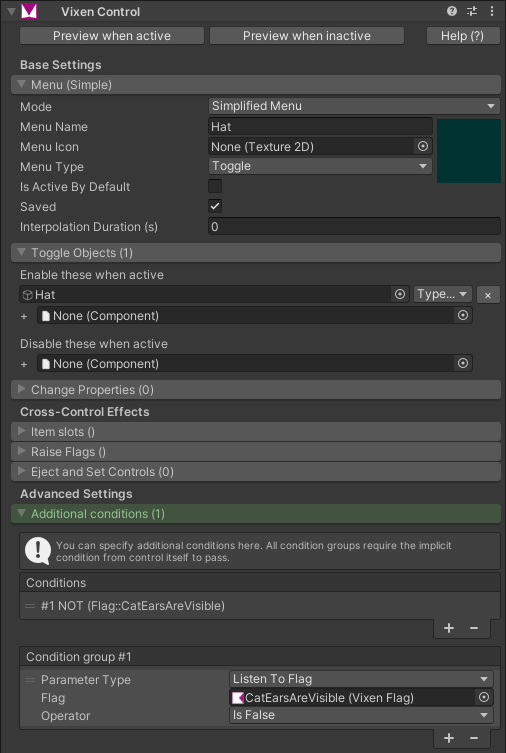 Vixen Control
Preview when active
Preview when inactive
Help (?)
Base Settings
Menu (Simple)
Mode
Simplified Menu
Menu Name
Hat
Menu Icon
None (Texture 2D)
Menu Type
Toggle
Is Active By Default
Saved
Interpolation Duration (s)
0
Toggle Objects (1)
Enable these when active
Hat
Type...
×
+
None (Component)
Disable these when active
+
None (Component)
Change Properties (0)
Cross-Control Effects
Item slots ()
Raise Flags ()
Eject and Set Controls (0)
Advanced Settings
Additional conditions (1)
You can specify additional conditions here. All condition groups require the implicit
condition from control itself to pass.
Conditions
#1 NOT (Flag::CatEarsAreVisible)
+ −
Condition group #1
Parameter Type
Listen To Flag
Flag
CatEarsAreVisible (Vixen Flag)
Operator
Is False
+ −